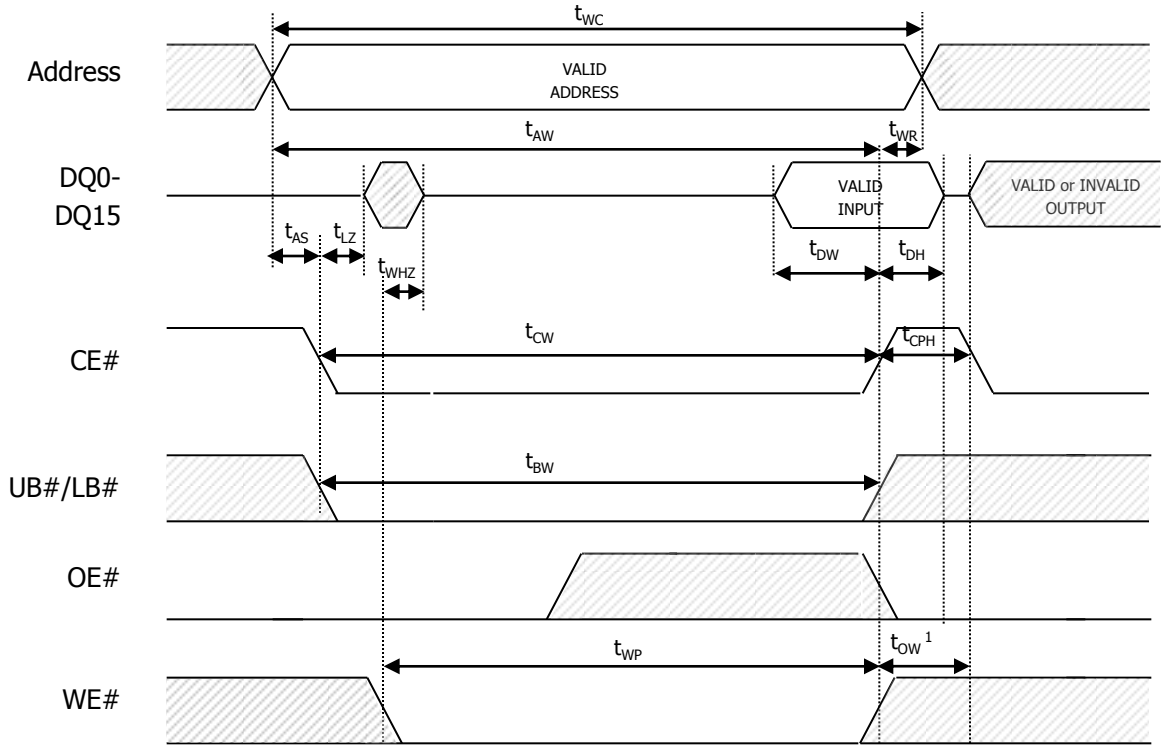 tWC
Address
VALID
ADDRESS
tAW
tWR
DQ0-
DQ15
VALID
INPUT
VALID or INVALID
OUTPUT
tAS
tLZ
tWHZ
tDW
tDH
CE#
tCW
tCPH
UB#/LB#
tBW
OE#
tWP
tOW 1
WE#